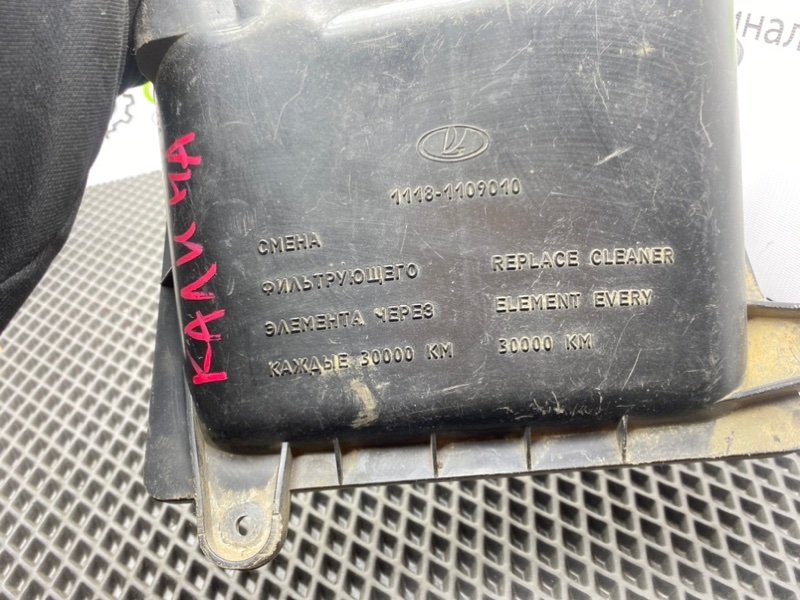 1118-1109010
СМЕНА
ФИЛЬТРУЮЩЕГО
ЭЛЕМЕНТА ЧЕРЕЗ
КАЖДЫЕ 30000 КМ
REPLACE CLEANER
ELEMENT EVERY
30000 KM
КАЛИНА